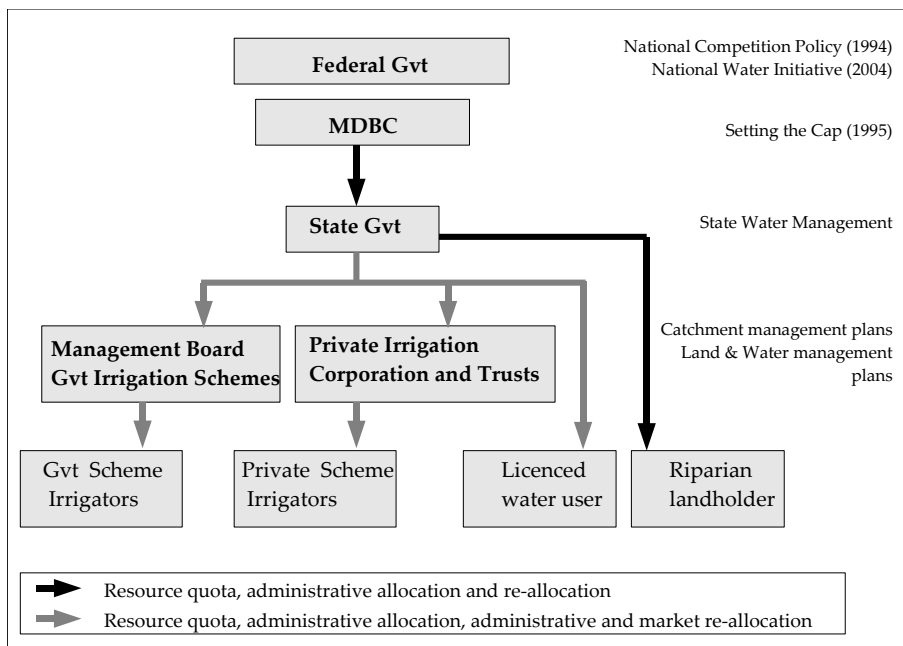 Federal Gvt
National Competition Policy (1994)
National Water Initiative (2004)
MDBC
Setting the Cap (1995)
State Gvt
State Water Management
Management Board
Gvt Irrigation Schemes
Private Irrigation
Corporation and Trusts
Catchment management plans
Land & Water management
plans
Gvt Scheme
Irrigators
Private Scheme
Irrigators
Licenced
water user
Riparian
landholder
Resource quota, administrative allocation and re-allocation
Resource quota, administrative allocation, administrative and market re-allocation